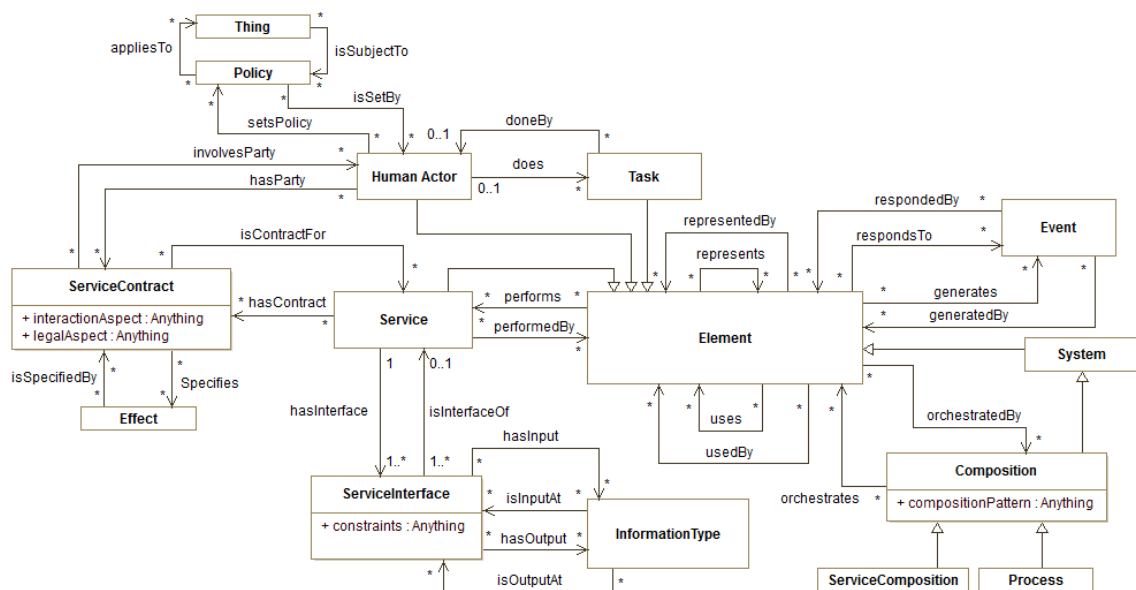 Thing
appliesTo
isSubjectTo
Policy
isSetBy
setsPolicy
doneBy
0..1
involvesParty
Human Actor
does
Task
0..1
hasParty
respondedBy
representedBy
Event
isContractFor
respondsTo
represents
ServiceContract
hasContract
performs
generates
+ interactionAspect : Anything
Service
+ legalAspect : Anything
performedBy
generatedBy
Element
1
0..1
System
isSpecifiedBy
Specifies
hasInterface
isInterfaceOf
uses
orchestratedBy
Effect
hasInput
usedBy
1..*
1..*
Composition
orchestrates
ServiceInterface
isInputAt
+ compositionPattern : Anything
+ constraints : Anything
InformationType
hasOutput
isOutputAt
ServiceComposition
Process